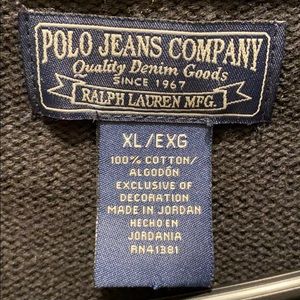 POLO JEANS COMPANY
Quality Denim Goods
SINCE 1967
RALPH LAUREN MFG.
XL/EXG
100% COTTON/
ALGODÓN
EXCLUSIVE OF
DECORATION
MADE IN JORDAN
HECHO EN
JORDANIA
RN41381